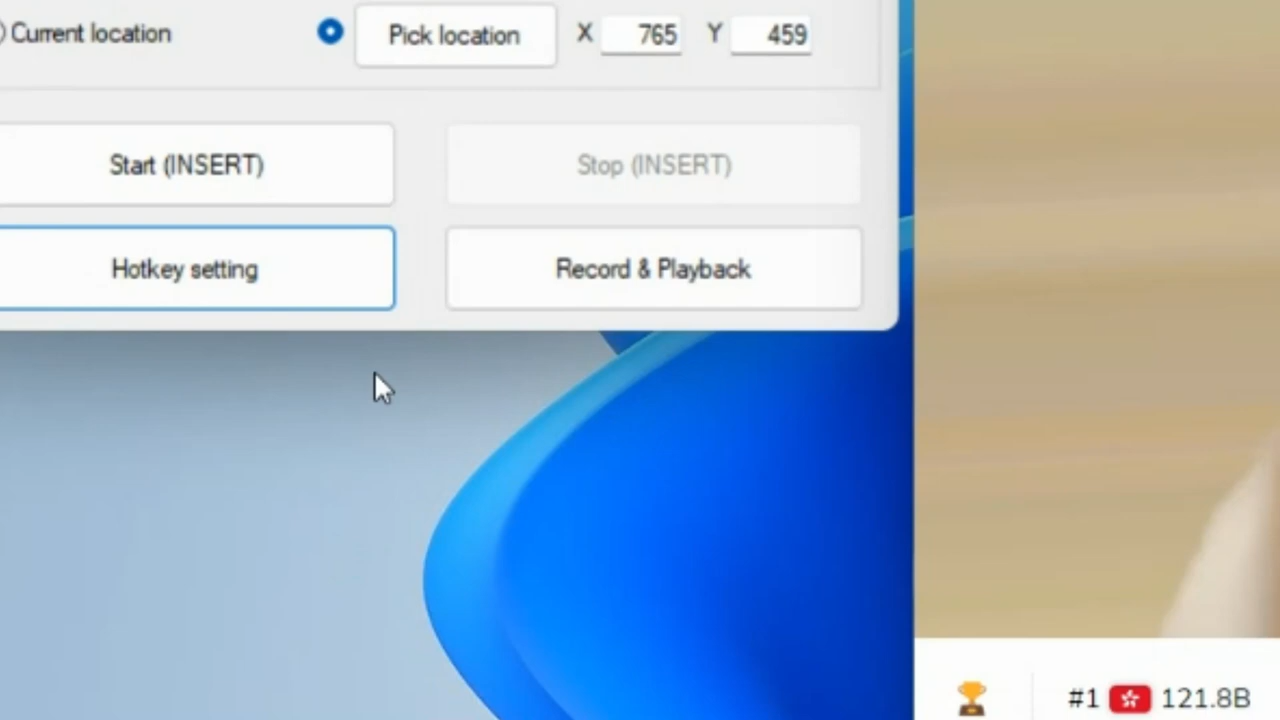 Current location
Pick location X 765 Y 459
Start (INSERT) Stop (INSERT)
Hotkey setting Record & Playback
#1 121.8B